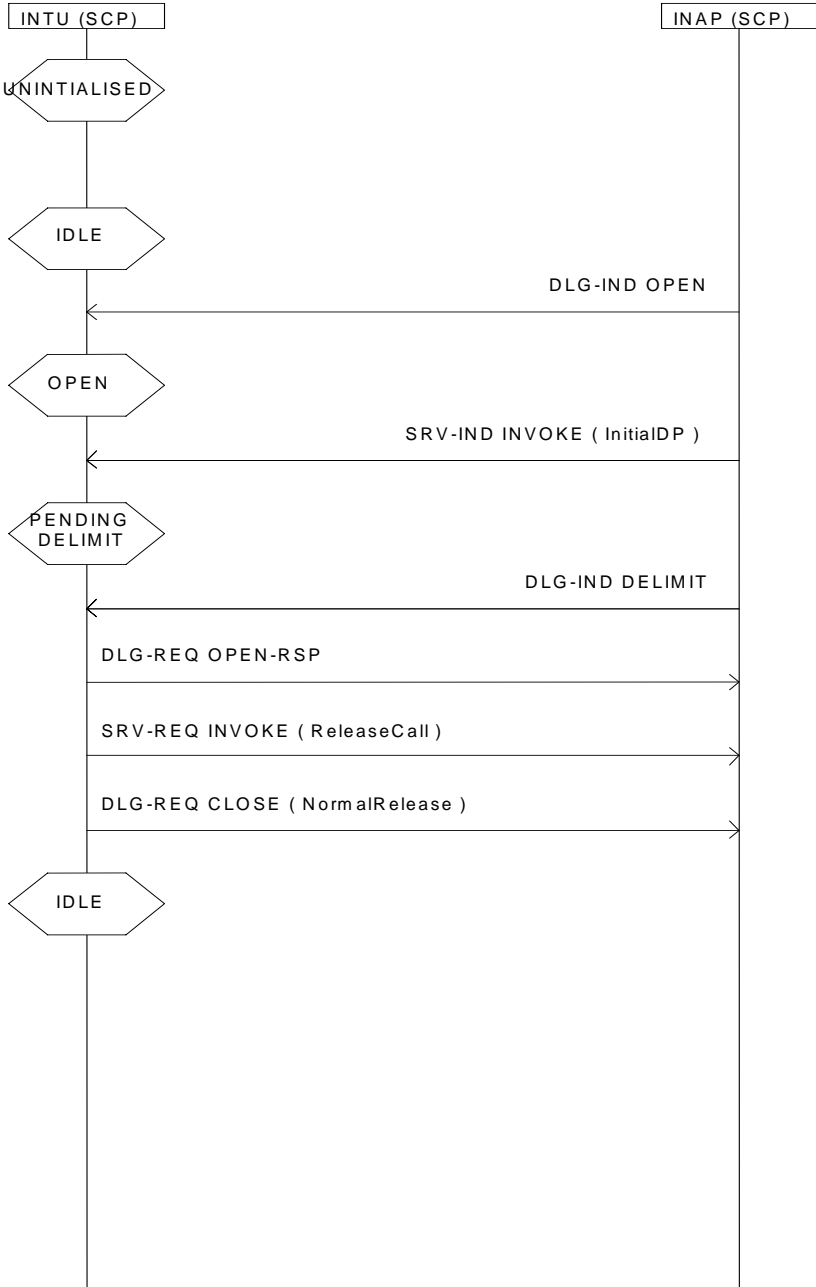 INTU (SCP)
INAP (SCP)
UNINTIALISED
IDLE
DLG-IND OPEN
OPEN
SRV-IND INVOKE ( InitialDP )
PENDING
DELIMIT
DLG-IND DELIMIT
DLG-REQ OPEN-RSP
SRV-REQ INVOKE ( ReleaseCall )
DLG-REQ CLOSE ( NormalRelease )
IDLE